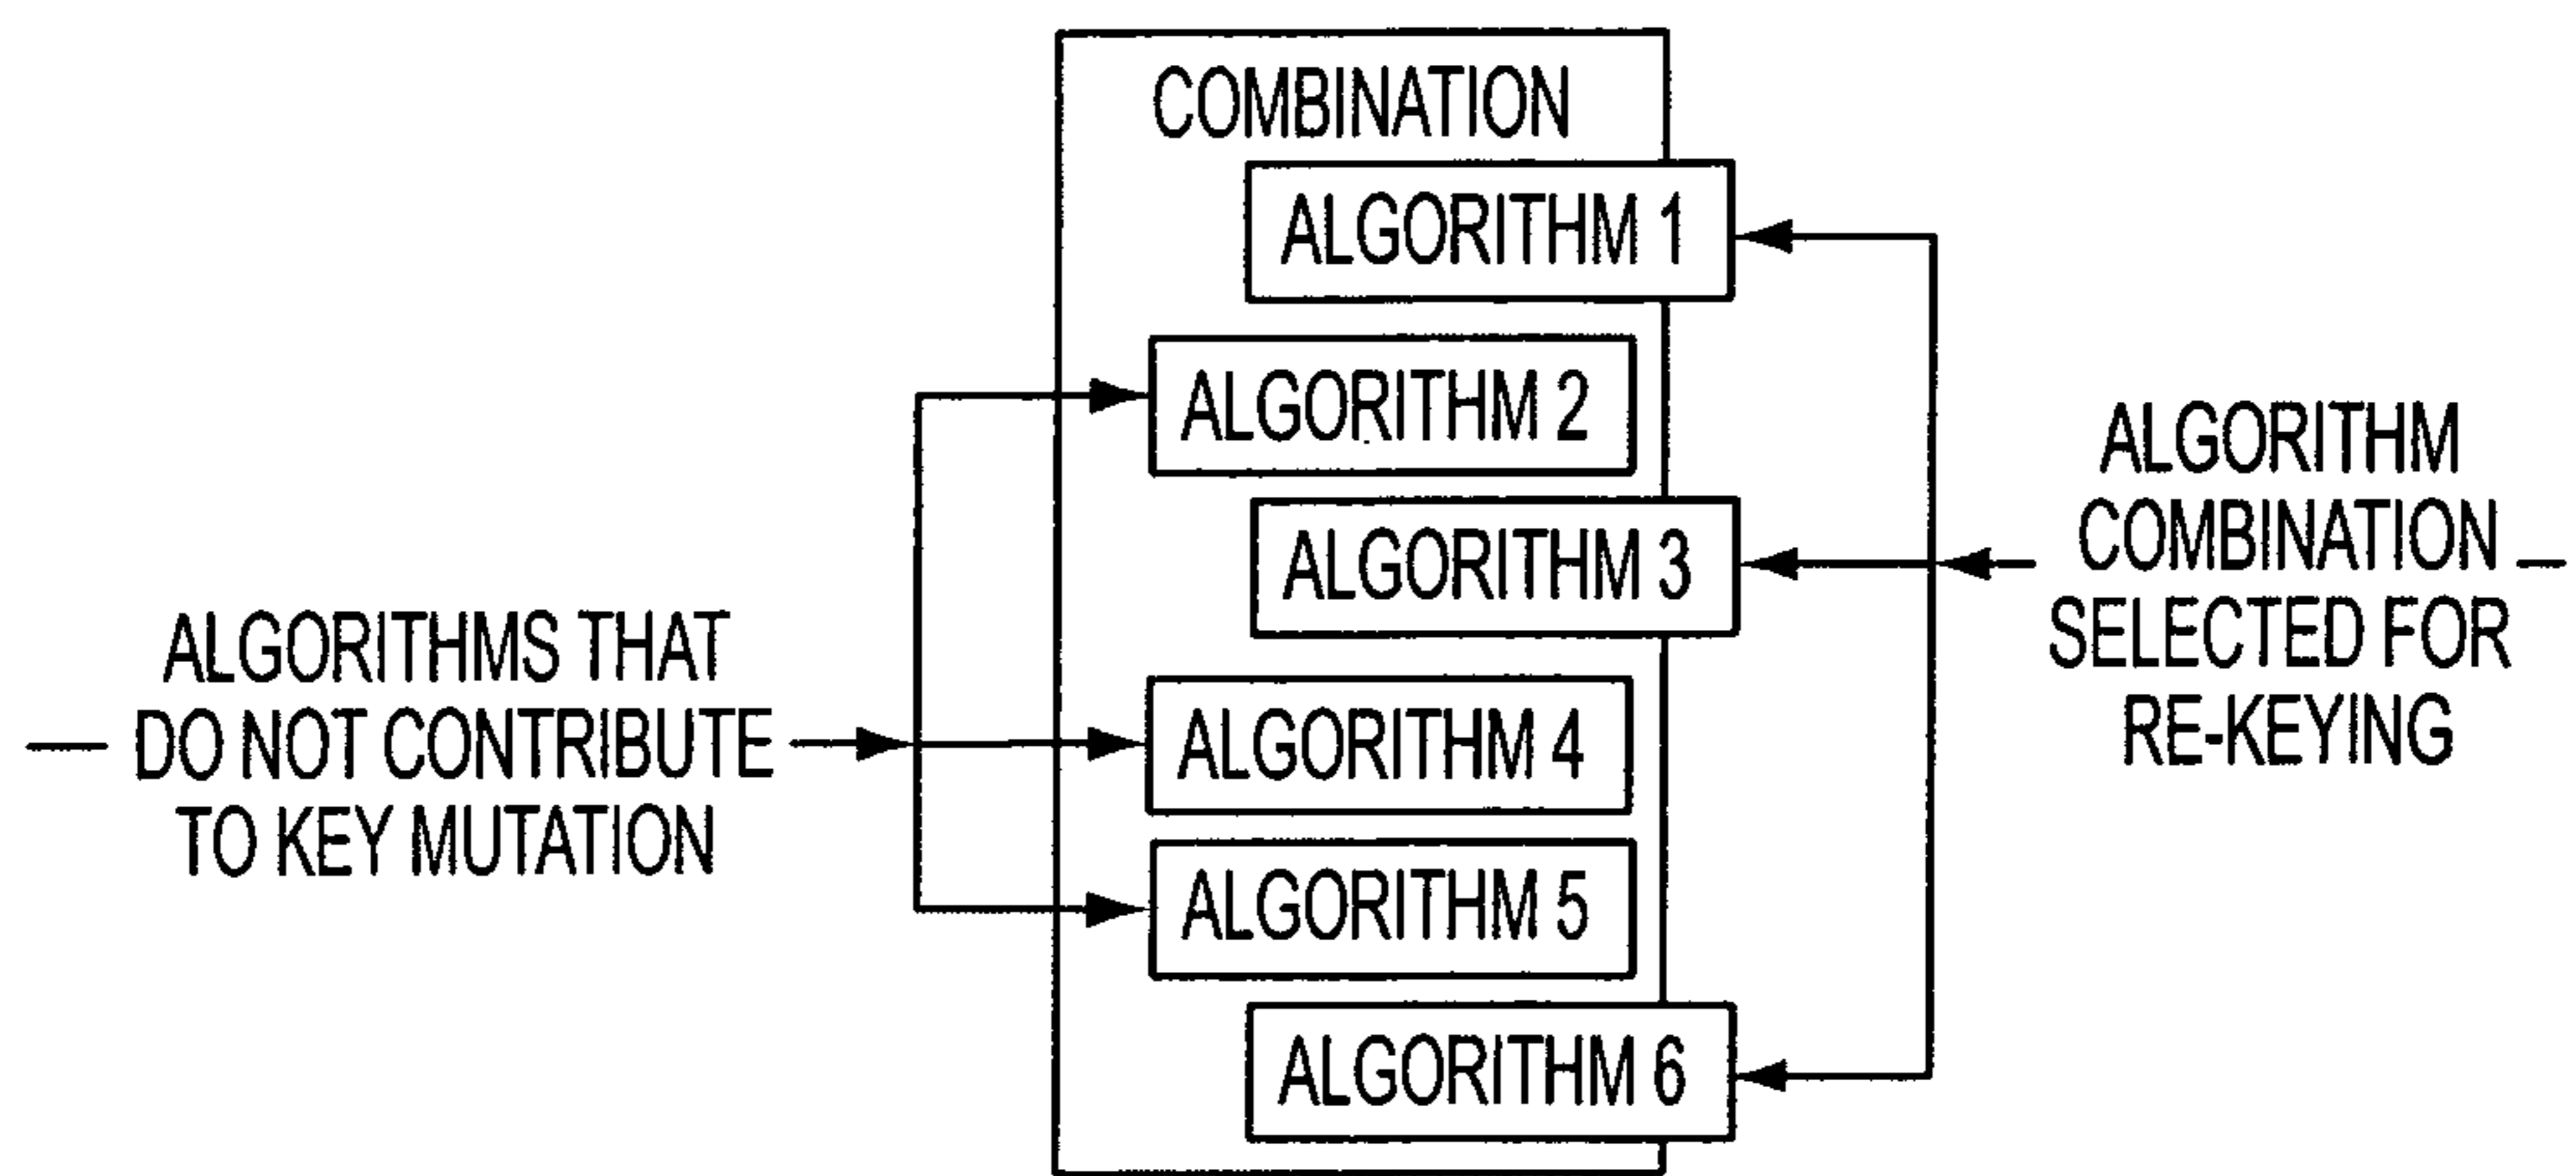 COMBINATION
ALGORITHM 1
ALGORITHM 2
ALGORITHM 3
ALGORITHM 4
ALGORITHM 5
ALGORITHM 6
ALGORITHMS THAT
DO NOT CONTRIBUTE
TO KEY MUTATION
ALGORITHM
COMBINATION
SELECTED FOR
RE-KEYING